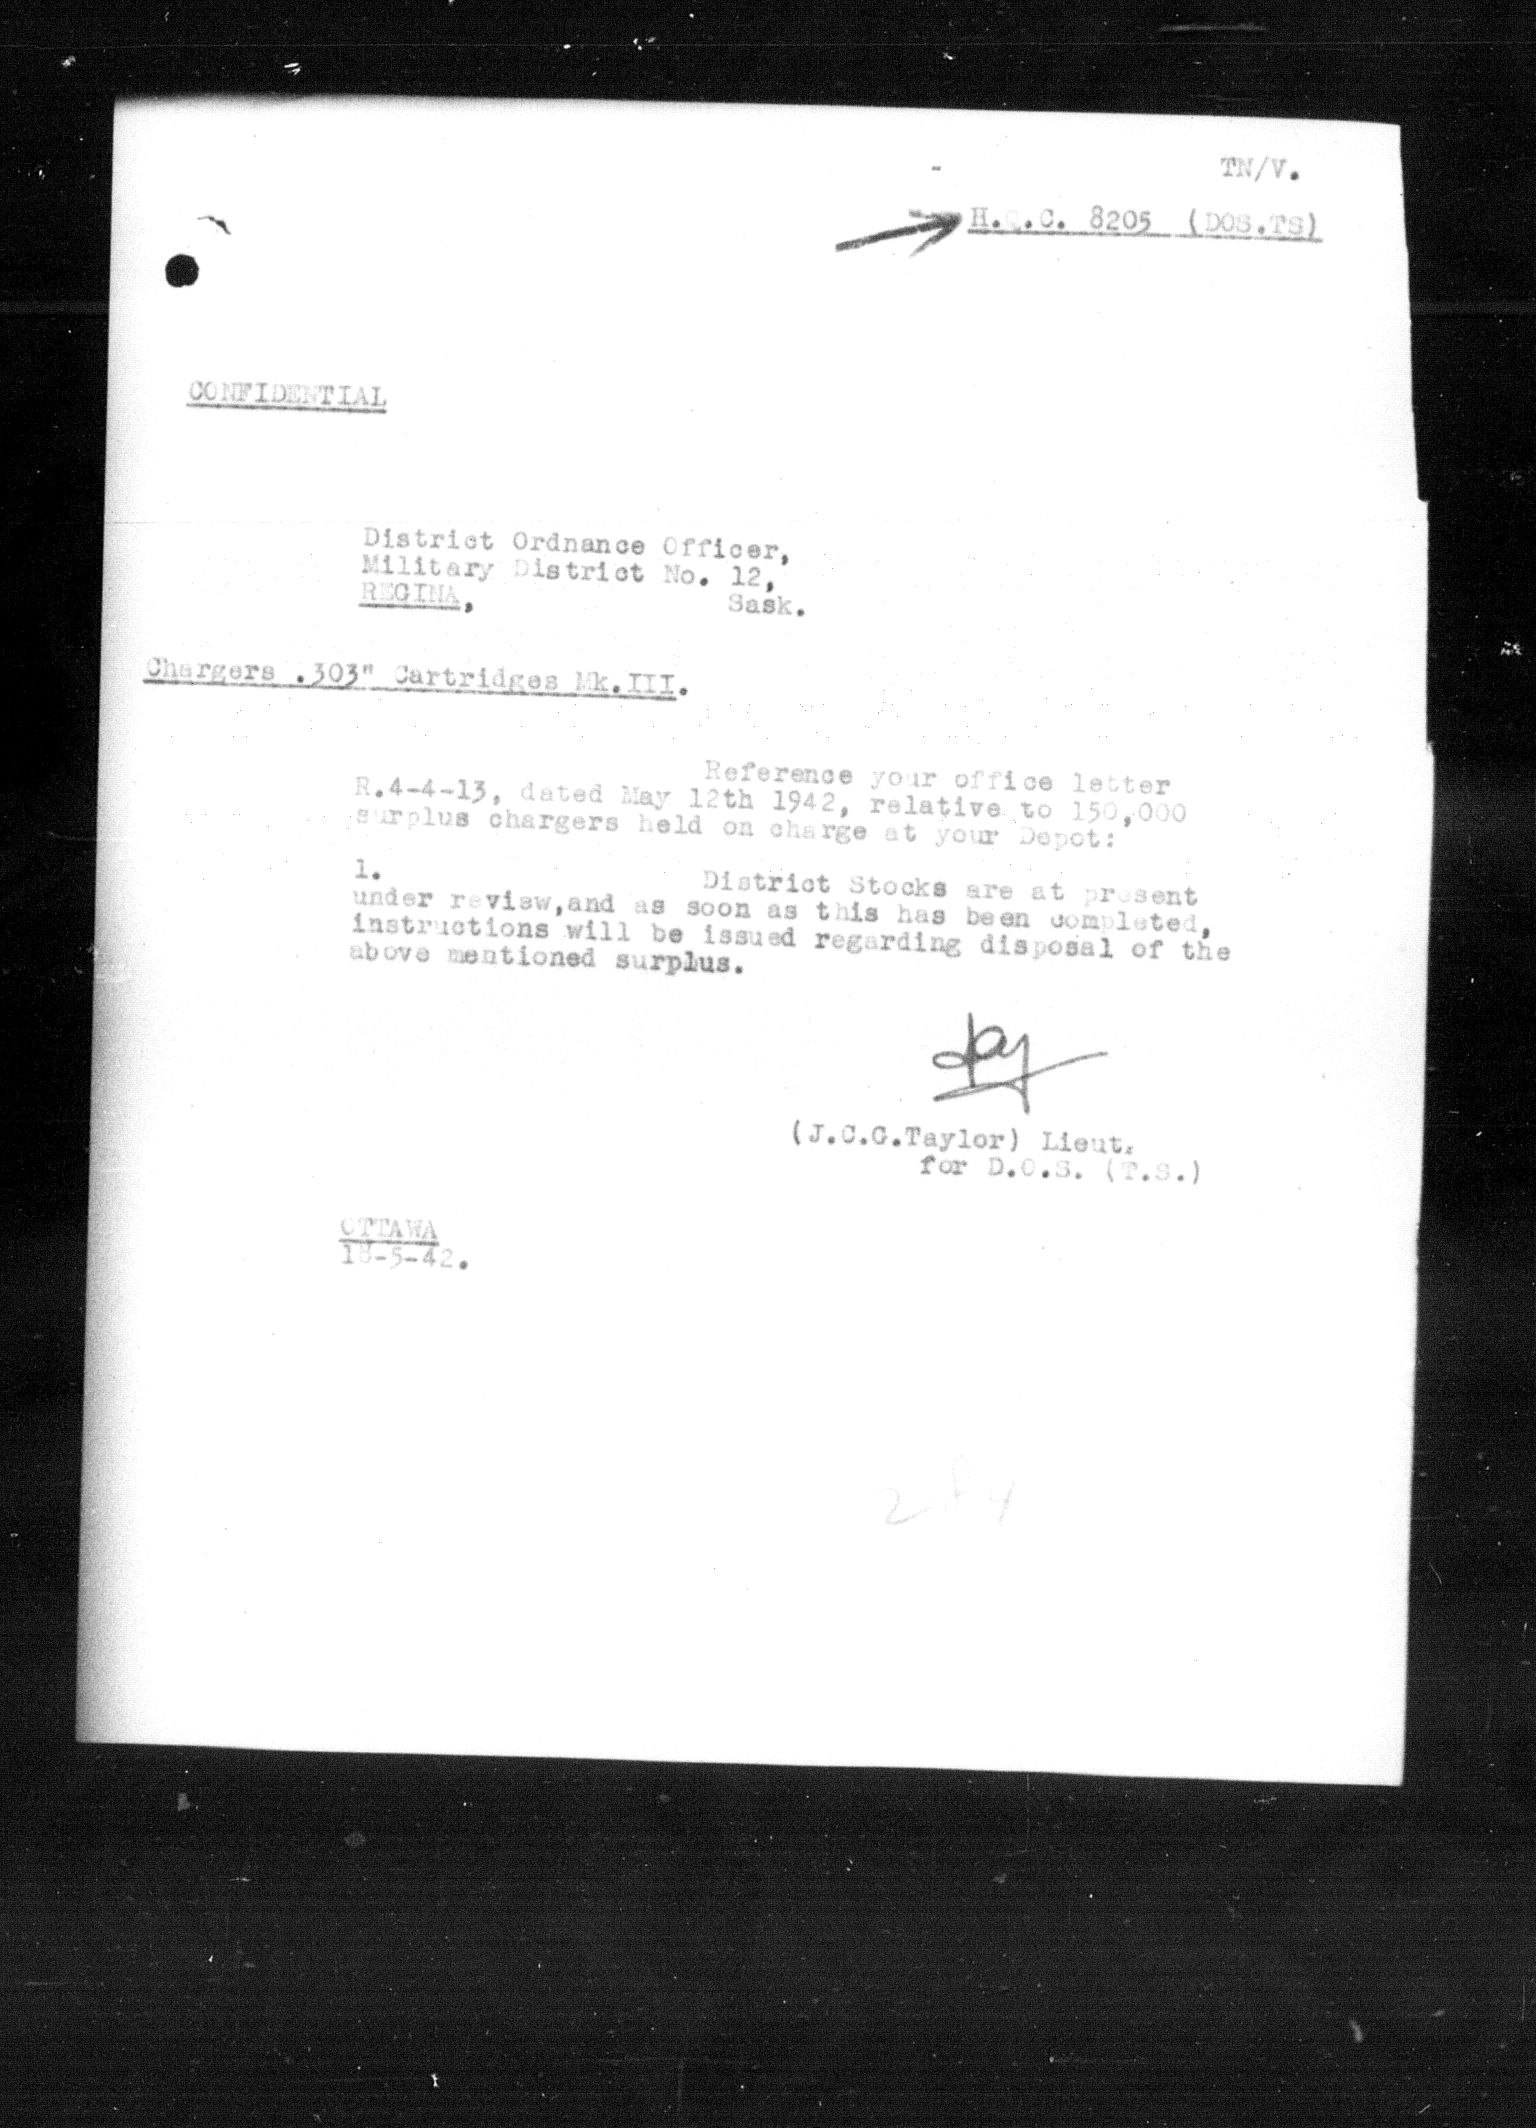 TN/V.
H.Q.C. 8205 (DOS.TS)
CONFIDENTIAL
District Ordnance Officer,
Military District No. 12,
REGINA, Sask.
Chargers .303" Cartridges Mk.III.
Reference your office letter
R.4-4-13, dated May 12th 1942, relative to 150,000
surplus chargers held on charge at your Depot:
1. District Stocks are at present
under review,and as soon as this has been completed,
instructions will be issued regarding disposal of the
above mentioned surplus.
(J.C.G.Taylor) Lieut.
for D.O.S. (T.S.)
OTTAWA
18-5-42.